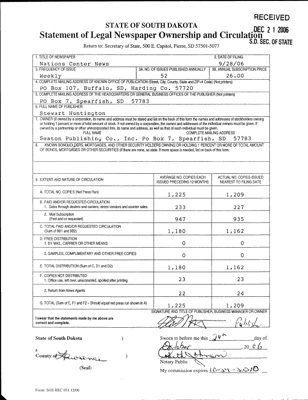 RECEIVED
DEC 21 2006
S.D. SEC. OF STATE
STATE OF SOUTH DAKOTA
Statement of Legal Newspaper Ownership and Circulation
Return to: Secretary of State, 500 E. Capitol, Pierre, SD 57501-5077
1. TITLE OF NEWSPAPER
2. DATE OF FILING
Nations Center News
9/28/06
3. FREQUENCY OF ISSUE
3A. NO. OF ISSUES PUBLISHED ANNUALLY
3B. ANNUAL SUBSCRIPTION PRICE
Weekly
52
26.00
4. COMPLETE MAILING ADDRESS OF KNOWN OFFICE OF PUBLICATION (Street, City, County, State and ZIP+4 Code) (Not printers)
PO Box 107, Buffalo, SD, Harding Co. 57720
5. COMPLETE MAILING ADDRESS OF THE HEADQUARTERS OR GENERAL BUSINESS OFFICES OF THE PUBLISHER (Not printers)
PO Box 7, Spearfish, SD 57783
6. FULL NAME OF PUBLISHER
Stewart Huntington
7. OWNER (If owned by a corporation, its name and address must be stated and list on the back of this form the names and addresses of stockholders owning
or holding 1 percent or more of total amount of stock. If not owned by a corporation, the names and addresses of the individual owners must be given. If
owned by a partnership or other unincorporated firm, its name and address, as well as that of each individual must be given.
FULL NAME
COMPLETE MAILING ADDRESS
Seaton Publishing Co., Inc. Po Box 7, Spearfish, SD 57783
8. KNOWN BONDHOLDERS, MORTGAGES, AND OTHER SECURITY HOLDERS OWNING OR HOLDING 1 PERCENT OR MORE OF TOTAL AMOUNT
OF BONDS, MORTGAGES OR OTHER SECURITIES (If there are none, so state. If more space is needed, list on back of this form.
9. EXTENT AND NATURE OF CIRCULATION
AVERAGE NO. COPIES EACH ISSUED PRECEDING 12 MONTHS
ACTUAL NO. COPIES ISSUED NEAREST TO FILING DATE
A. TOTAL NO. COPIES (Net Press Run)
1,225
1,209
B. PAID AND/OR REQUESTED CIRCULATION
1. Sales through dealers and carriers, street vendors and counter sales.
233
227
2. Mail Subscription
(Paid and/or requested)
947
935
C. TOTAL PAID AND/OR REQUESTED CIRCULATION
(Sum of 9B1 and 9B2)
1,180
1,162
D. FREE DISTRIBUTION
1. BY MAIL, CARRIER OR OTHER MEANS
0
0
2. SAMPLES, COMPLIMENTARY AND OTHER FREE COPIES
0
0
E. TOTAL DISTRIBUTION (Sum of C, D1 and D2)
1,180
1,162
F. COPIES NOT DISTRIBUTED
1. Office use, left over, unaccounted, spoiled after printing
23
23
2. Return from News Agents
22
24
G. TOTAL (Sum of E, F1 and F2 - Should equal net press run shown in A)
1,225
1,209
SIGNATURE AND TITLE OF PUBLISHER, BUSINESS MANAGER OR OWNER
I swear that the statements made by me above are
correct and complete.
State of South Dakota )
Sworn to before me this 24th day of
October 2006
County of Lawrence )
Notary Public
(Seal)
My commission expires